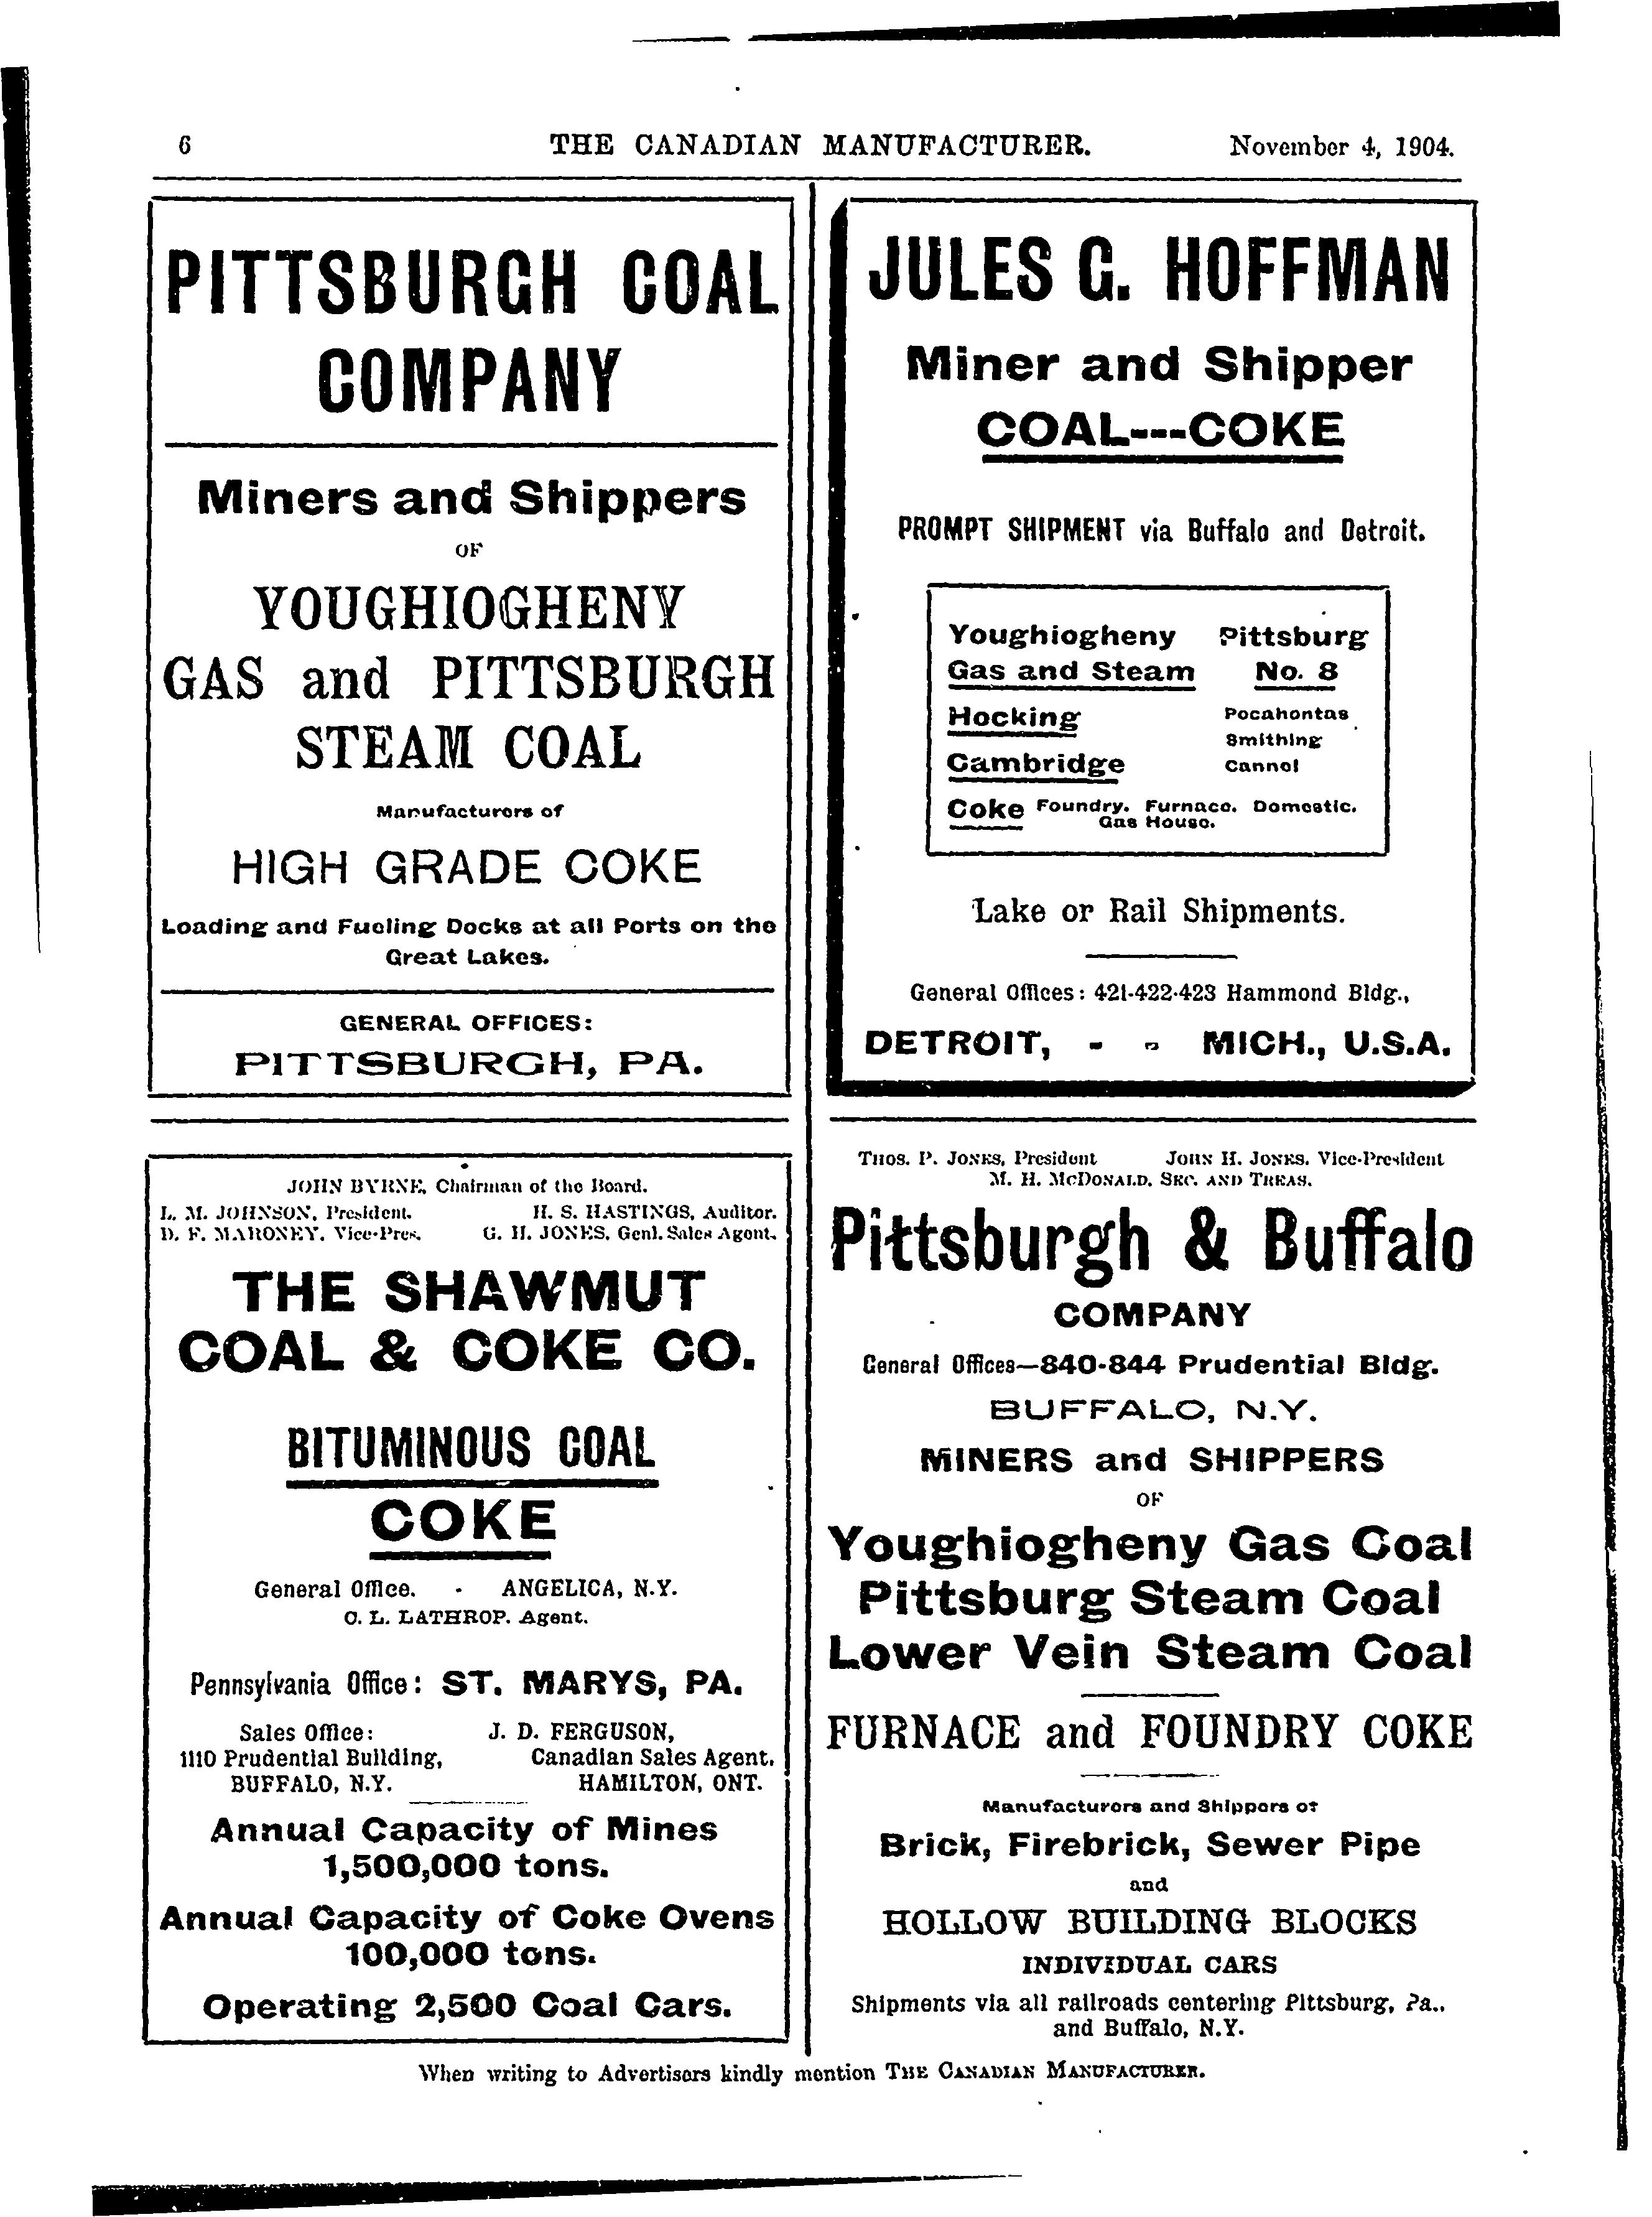 6 THE CANADIAN MANUFACTURER. November 4, 1904.
PITTSBURGH COAL
COMPANY
Miners and Shippers
OF
YOUGHIOGHENY
GAS and PITTSBURGH
STEAM COAL
Manufacturers of
HIGH GRADE COKE
Loading and Fueling Docks at all Ports on the
Great Lakes.
GENERAL OFFICES:
PITTSBURGH, PA.
JULES G. HOFFMAN
Miner and Shipper
COAL---COKE
PROMPT SHIPMENT via Buffalo and Detroit.
Youghiogheny Pittsburg
Gas and Steam No. 8
Hocking Pocahontas
Smithing
Cambridge Cannel
Coke Foundry. Furnace. Domestic.
Gas House.
Lake or Rail Shipments.
General Offices: 421-422-423 Hammond Bldg.,
DETROIT, - - MICH., U.S.A.
JOHN BYRNE, Chairman of the Board.
L. M. JOHNSON, President. H. S. HASTINGS, Auditor.
D. F. MARONEY, Vice-Pres. G. H. JONES, Genl. Sales Agent.
THE SHAWMUT
COAL & COKE CO.
BITUMINOUS COAL
COKE
General Office. - ANGELICA, N.Y.
C. L. LATHROP. Agent.
Pennsylvania Office: ST. MARYS, PA.
Sales Office: J. D. FERGUSON,
1110 Prudential Building, Canadian Sales Agent,
BUFFALO, N.Y. HAMILTON, ONT.
Annual Capacity of Mines
1,500,000 tons.
Annual Capacity of Coke Ovens
100,000 tons.
Operating 2,500 Coal Cars.
THOS. P. JONES, President JOHN H. JONES, Vice-President
M. H. McDONALD, SEC. AND TREAS.
Pittsburgh & Buffalo
COMPANY
General Offices—840-844 Prudential Bldg.
BUFFALO, N.Y.
MINERS and SHIPPERS
OF
Youghiogheny Gas Coal
Pittsburg Steam Coal
Lower Vein Steam Coal
FURNACE and FOUNDRY COKE
Manufacturers and Shippers of
Brick, Firebrick, Sewer Pipe
and
HOLLOW BUILDING BLOCKS
INDIVIDUAL CARS
Shipments via all railroads centering Pittsburg, Pa.,
and Buffalo, N.Y.
When writing to Advertisers kindly mention THE CANADIAN MANUFACTURER.